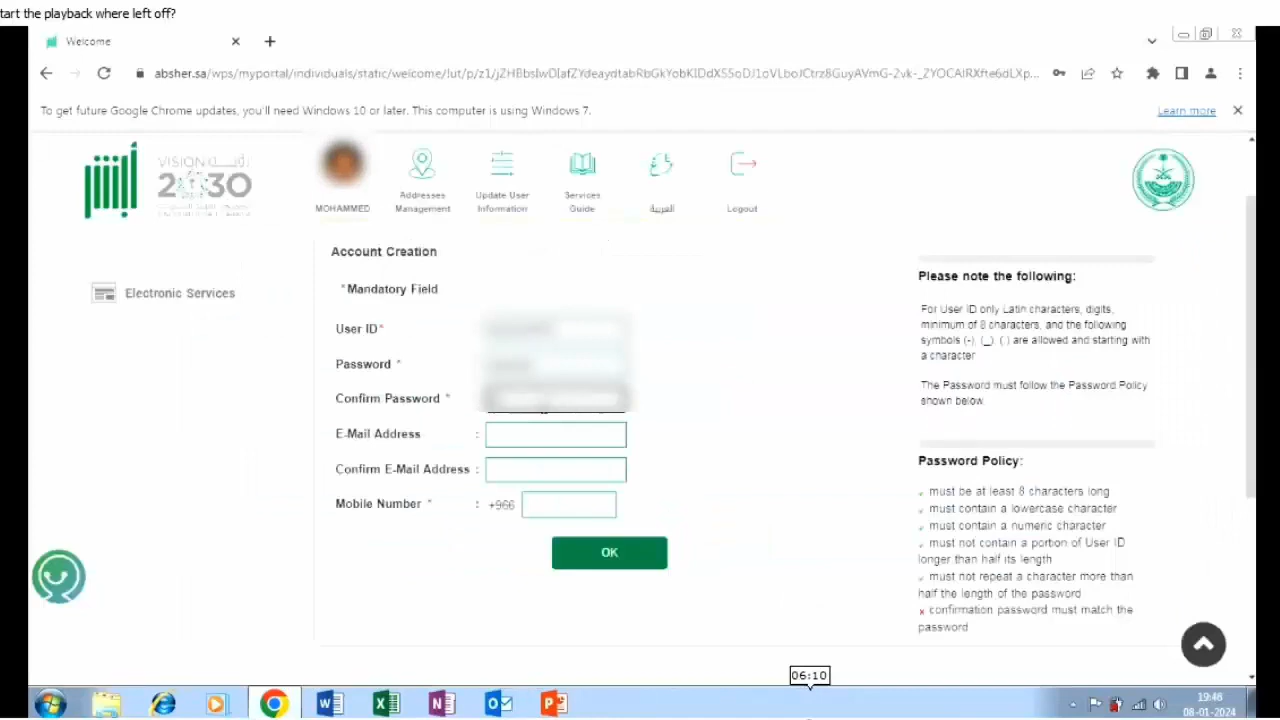 tart the playback where left off?
Welcome
absher.sa/wps/myportal/individuals/static/welcome/
To get future Google Chrome updates, you'll need Windows 10 or later. This computer is using Windows 7.
Learn more
VISION رؤيــة
2030
MOHAMMED
Addresses
Management
Update User
Information
Services
Guide
العربية
Logout
Account Creation
Electronic Services
*Mandatory Field
User ID*
Password *
Confirm Password *
E-Mail Address :
Confirm E-Mail Address :
Mobile Number * : +966
OK
Please note the following:
For User ID only Latin characters, digits,
minimum of 8 characters, and the following
symbols (-), (_), (.) are allowed and starting with
a character
The Password must follow the Password Policy
shown below
Password Policy:
must be at least 8 characters long
must contain a lowercase character
must contain a numeric character
must not contain a portion of User ID
longer than half its length
must not repeat a character more than
half the length of the password
x confirmation password must match the
password
06:10
19:46
08-01-2024